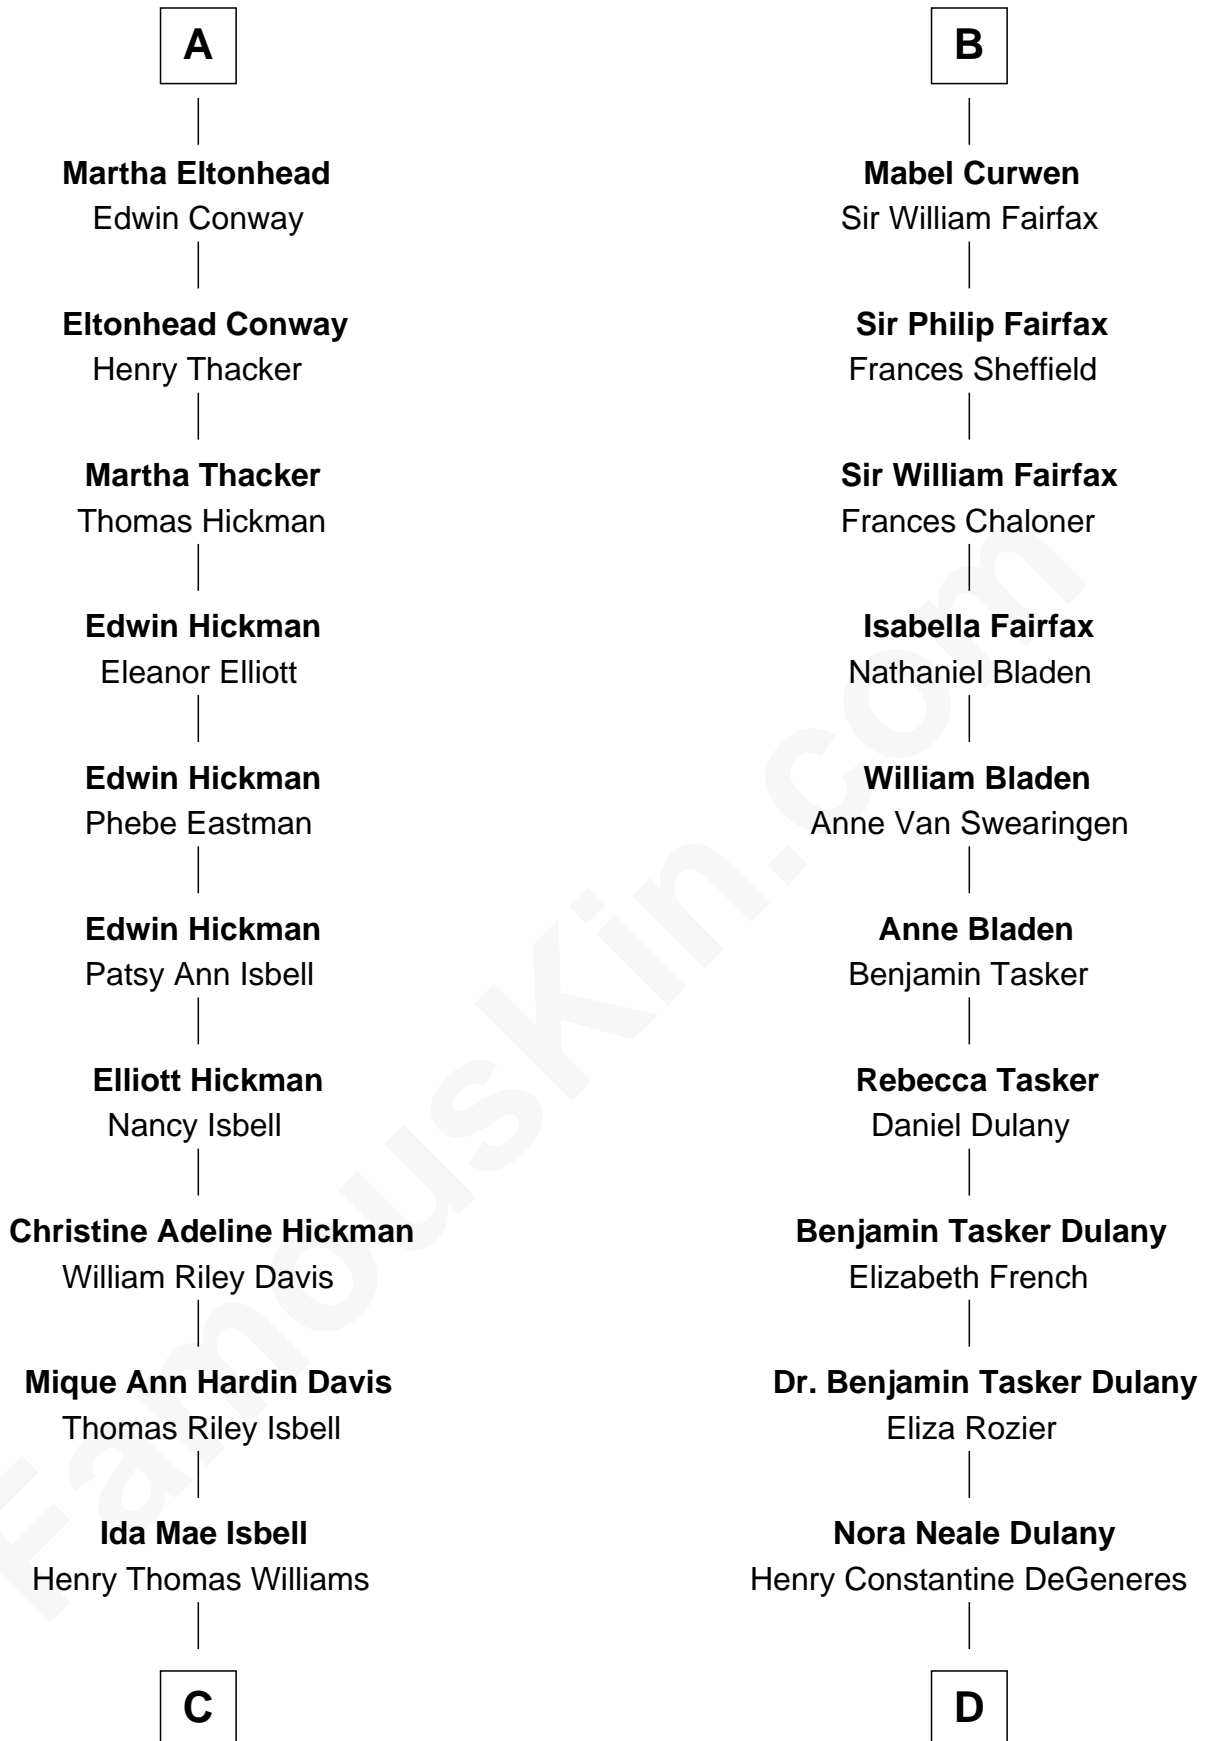 A
Martha Eltonhead
Edwin Conway
Eltonhead Conway
Henry Thacker
Martha Thacker
Thomas Hickman
Edwin Hickman
Eleanor Elliott
Edwin Hickman
Phebe Eastman
Edwin Hickman
Patsy Ann Isbell
Elliott Hickman
Nancy Isbell
Christine Adeline Hickman
William Riley Davis
Mique Ann Hardin Davis
Thomas Riley Isbell
Ida Mae Isbell
Henry Thomas Williams
C
B
Mabel Curwen
Sir William Fairfax
Sir Philip Fairfax
Frances Sheffield
Sir William Fairfax
Frances Chaloner
Isabella Fairfax
Nathaniel Bladen
William Bladen
Anne Van Swearingen
Anne Bladen
Benjamin Tasker
Rebecca Tasker
Daniel Dulany
Benjamin Tasker Dulany
Elizabeth French
Dr. Benjamin Tasker Dulany
Eliza Rozier
Nora Neale Dulany
Henry Constantine DeGeneres
D
FamousKin.com